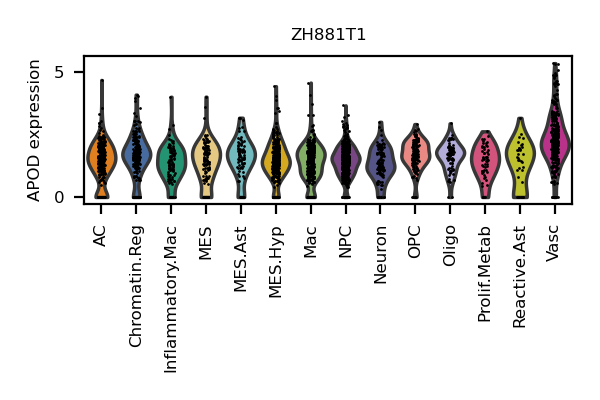 ZH881T1
APOD expression
5
0
AC
Chromatin.Reg
Inflammatory.Mac
MES
MES.Ast
MES.Hyp
Mac
NPC
Neuron
OPC
Oligo
Prolif.Metab
Reactive.Ast
Vasc